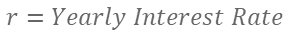 r = Yearly Interest Rate